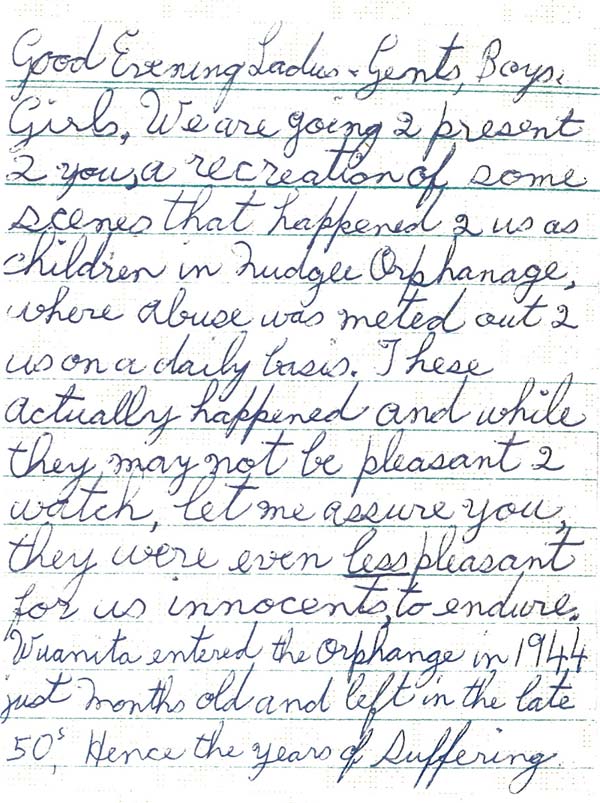 Good Evening Ladies & Gents, Boys &
Girls, We are going 2 present
2 you, a recreation of some
scenes that happened 2 us as
children in Nudgee Orphanage,
where abuse was meted out 2
us on a daily basis. These
actually happened and while
they may not be pleasant 2
watch, let me assure you,
they were even less pleasant
for us innocents, to endure.
Wuanita entered the Orphange in 1944
just months old and left in the late
50s, Hence the years of Suffering.